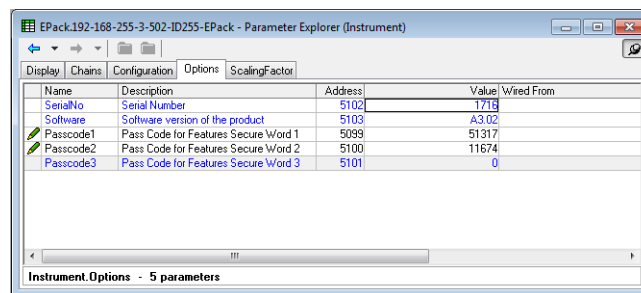 EPack.192-168-255-3-502-ID255-EPack - Parameter Explorer (Instrument)
Display Chains Configuration Options ScalingFactor
Name Description Address Value Wired From
SerialNo Serial Number 5102 1716
Software Software version of the product 5103 A3.02
Passcode1 Pass Code for Features Secure Word 1 5099 51317
Passcode2 Pass Code for Features Secure Word 2 5100 11674
Passcode3 Pass Code for Features Secure Word 3 5101 0
Instrument.Options - 5 parameters